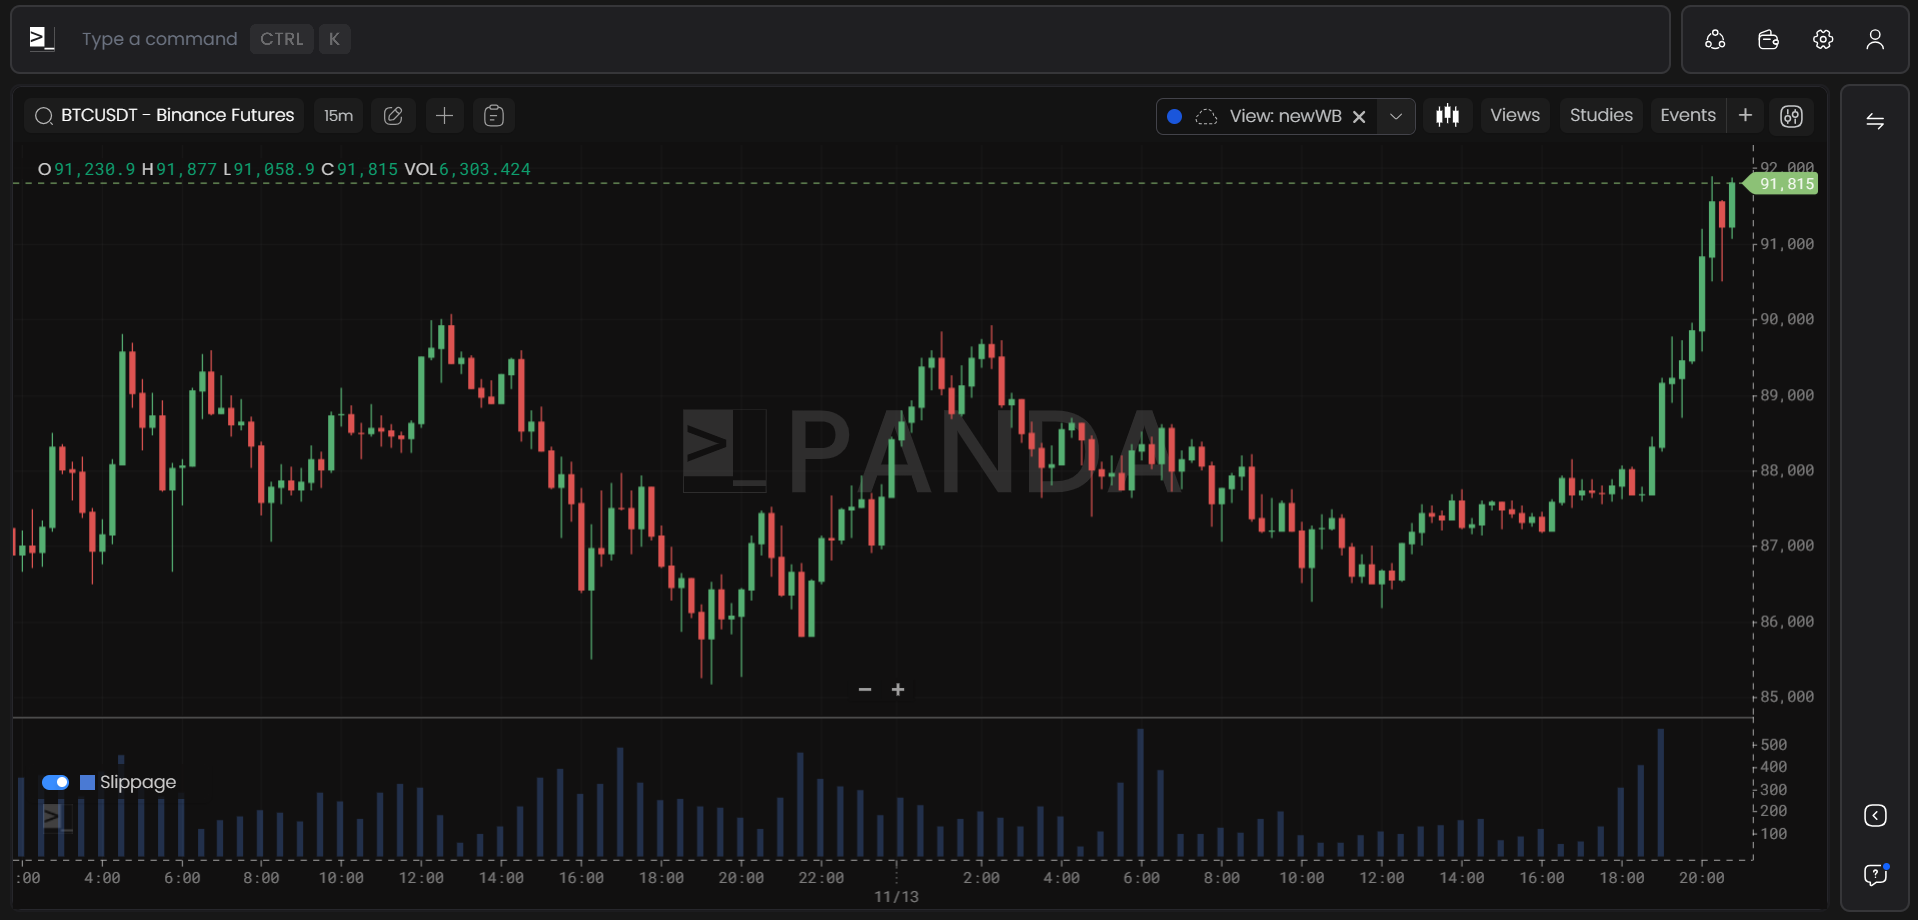 >_ Type a command CTRL K
BTCUSDT - Binance Futures 15m View: newWB Views Studies Events +
O 91,230.9 H 91,877 L 91,058.9 C 91,815 VOL 6,303.424
92,000
91,815
91,000
90,000
89,000
>_ PANDA
88,000
87,000
86,000
− +
85,000
500
400
Slippage
300
>_
200
100
:00 4:00 6:00 8:00 10:00 12:00 14:00 16:00 18:00 20:00 22:00 2:00 4:00 6:00 8:00 10:00 12:00 14:00 16:00 18:00 20:00
11/13